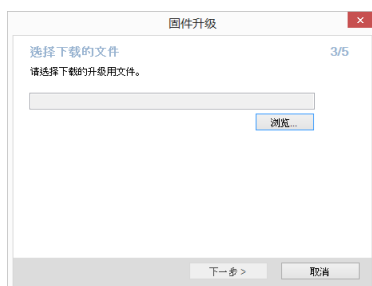 固件升级
选择下载的文件 3/5
请选择下载的升级用文件。
浏览...
下一步 > 取消